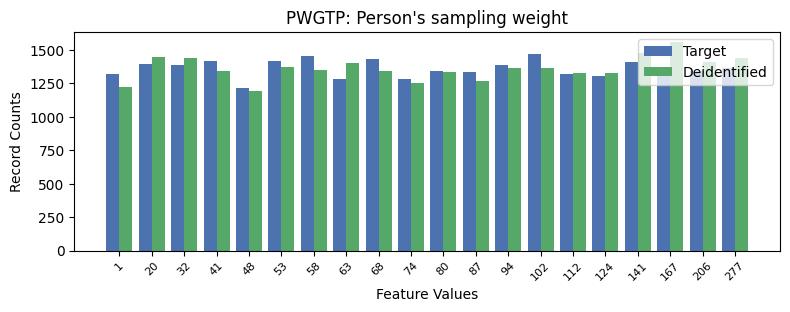 PWGTP: Person's sampling weight
Target
Deidentified
Record Counts
1500
1250
1000
750
500
250
0
1 20 32 41 48 53 58 63 68 74 80 87 94 102 112 124 141 167 206 277
Feature Values